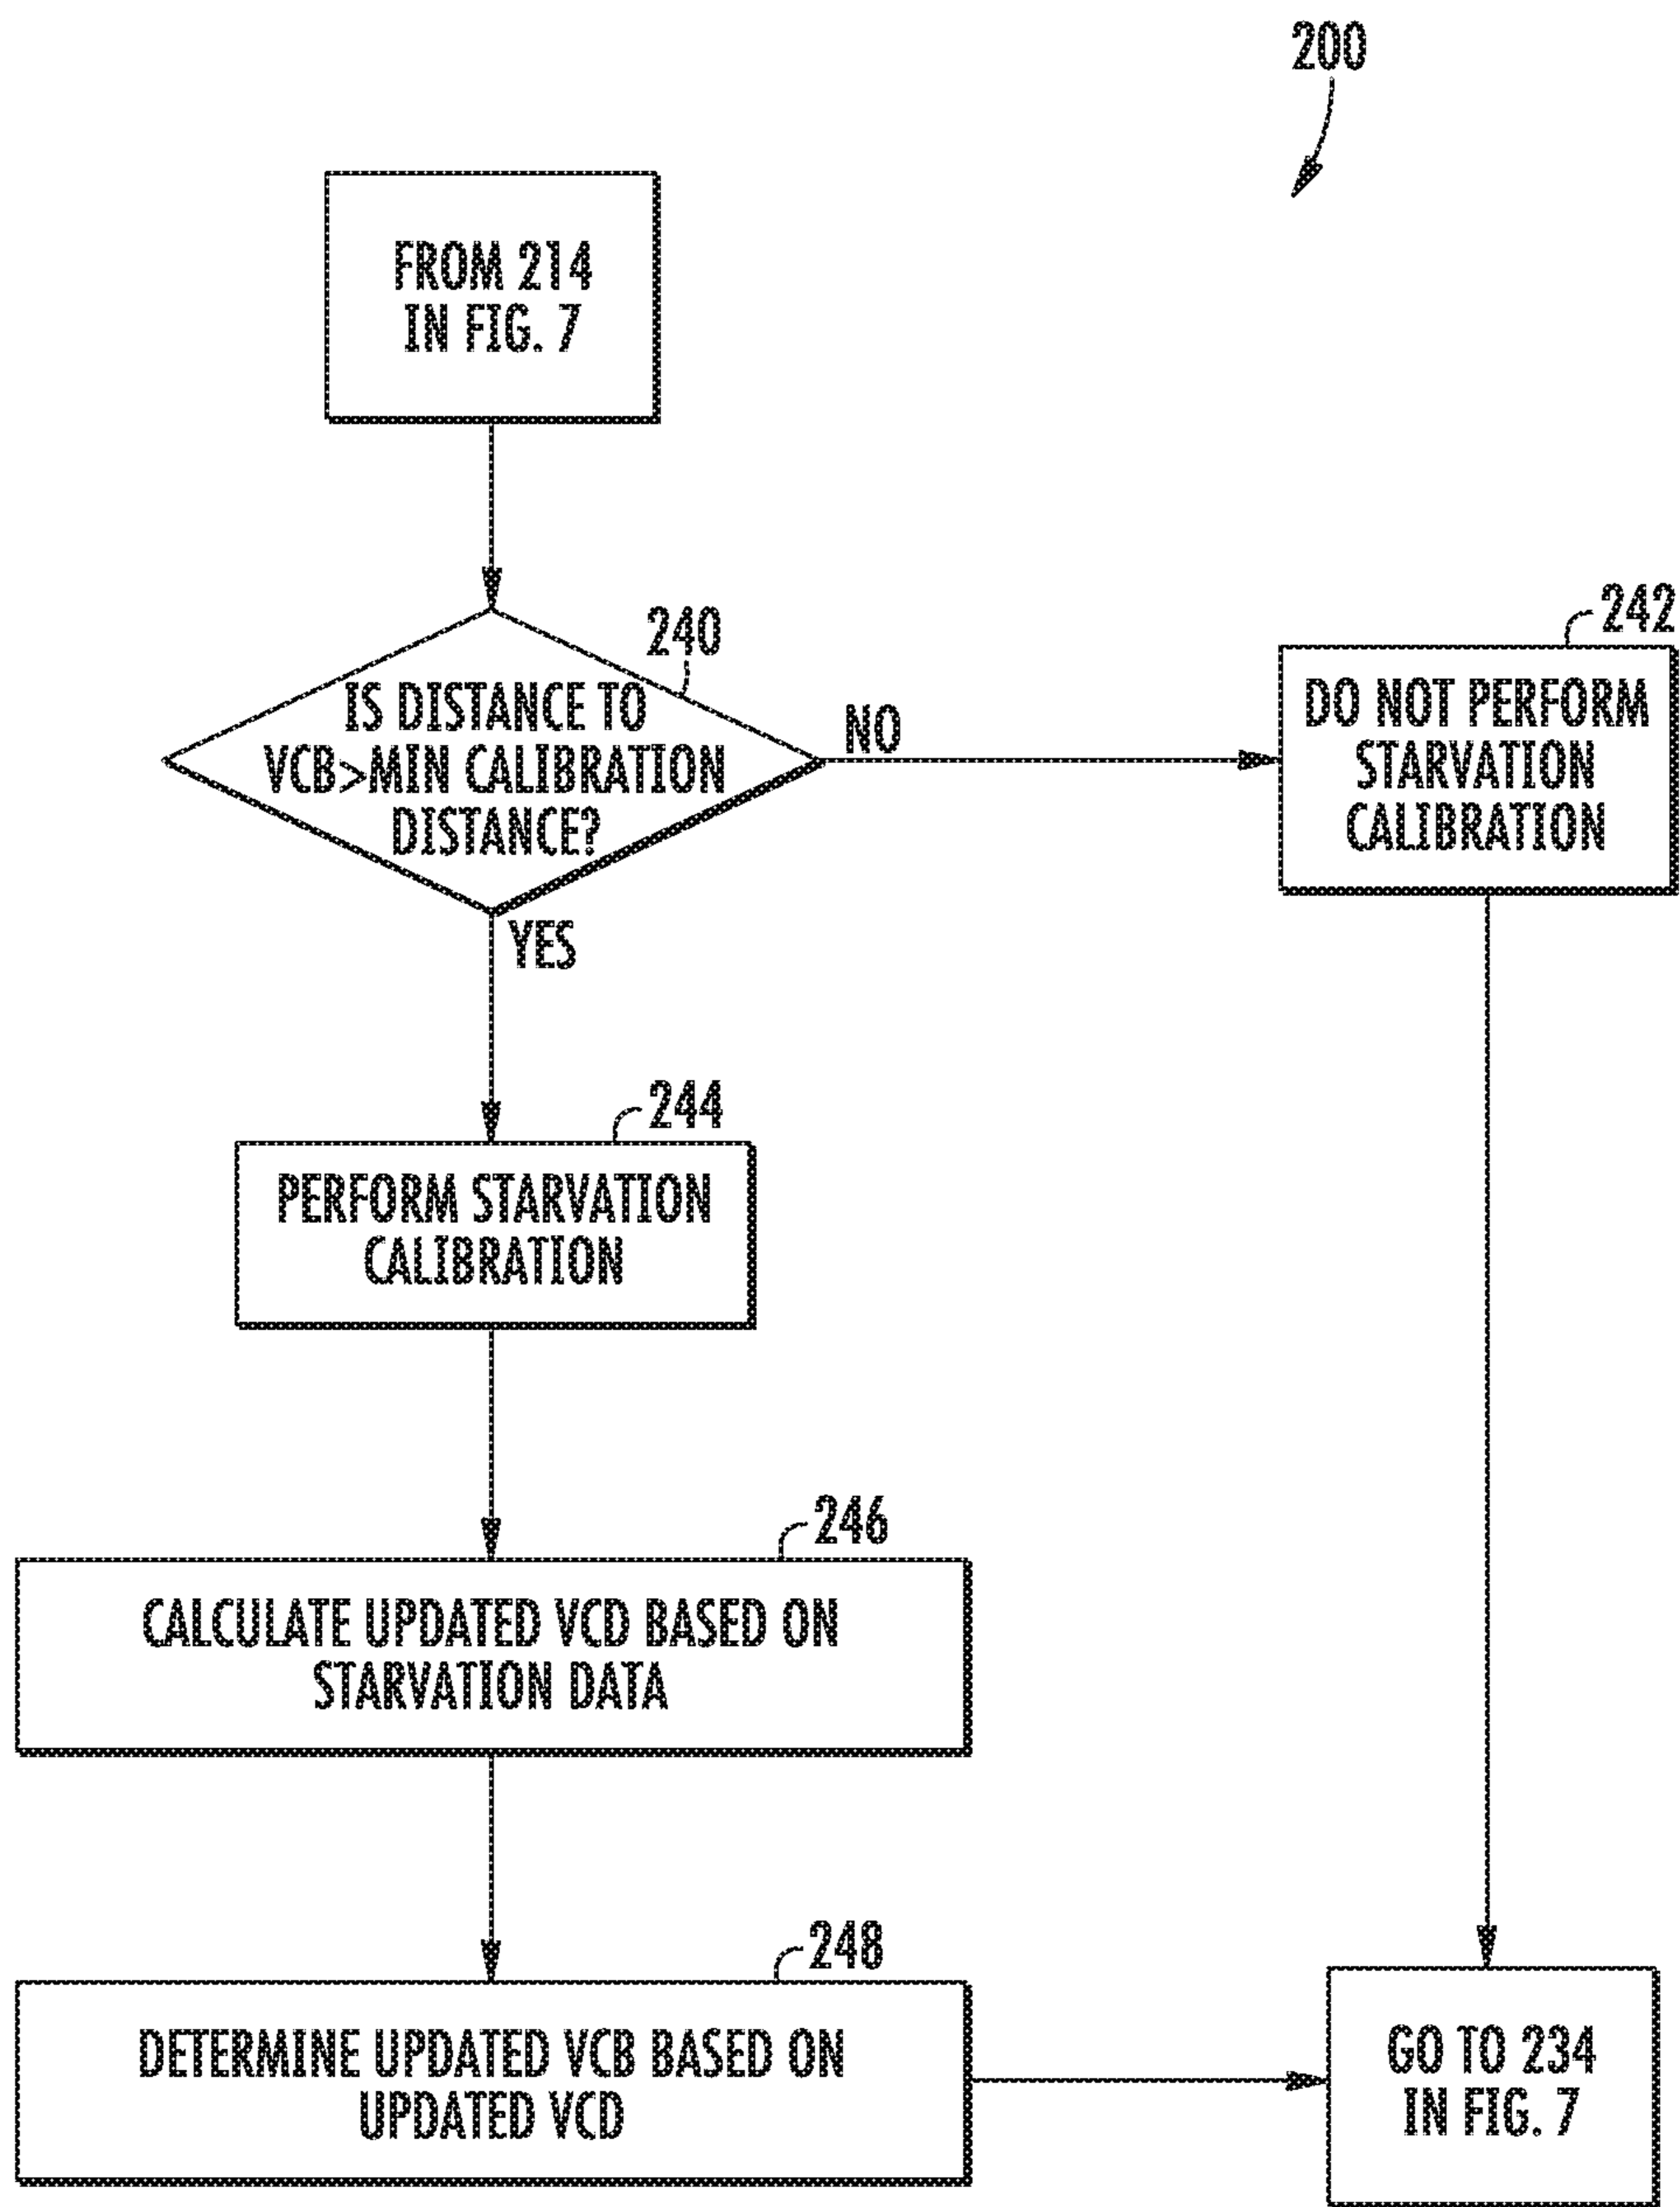 200
FROM 214
IN FIG. 7
240
IS DISTANCE TO
VCB>MIN CALIBRATION
DISTANCE?
NO
YES
242
DO NOT PERFORM
STARVATION
CALIBRATION
244
PERFORM STARVATION
CALIBRATION
246
CALCULATE UPDATED VCD BASED ON
STARVATION DATA
248
DETERMINE UPDATED VCB BASED ON
UPDATED VCD
GO TO 234
IN FIG. 7